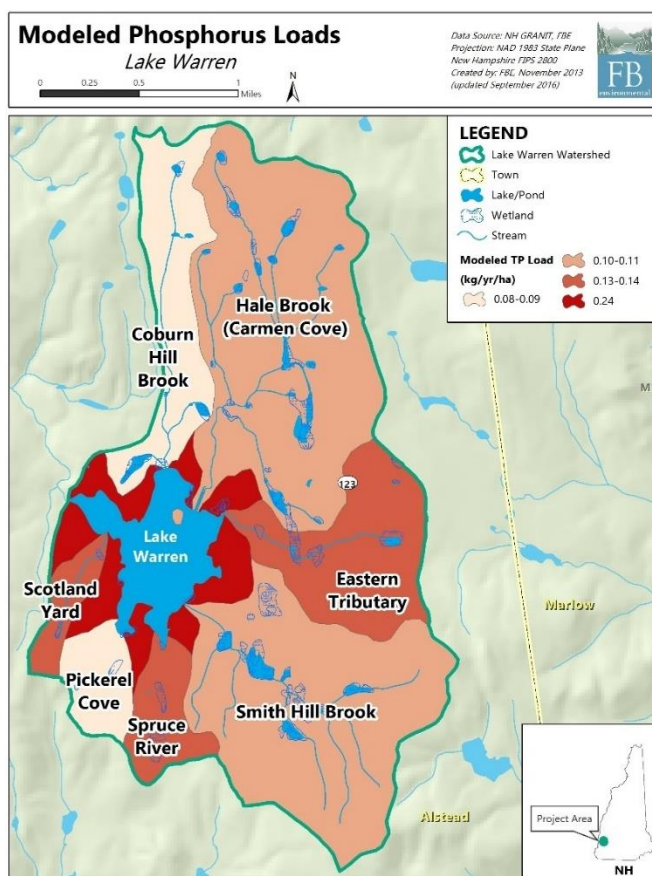 Modeled Phosphorus Loads
Lake Warren
0 0.25 0.5 1
Miles
N
Data Source: NH GRANIT, FBE
Projection: NAD 1983 State Plane
New Hampshire FIPS 2800
Created by: FBE, November 2013
(updated September 2016)
FB
environmental
LEGEND
Lake Warren Watershed
Town
Lake/Pond
Wetland
Stream
Modeled TP Load
(kg/yr/ha)
0.08-0.09
0.10-0.11
0.13-0.14
0.24
Hale Brook
(Carmen Cove)
Coburn
Hill
Brook
M
123
Lake
Warren
Scotland
Yard
Eastern
Tributary
Marlow
Pickerel
Cove
Spruce
River
Smith Hill Brook
Alstead
Project Area
NH